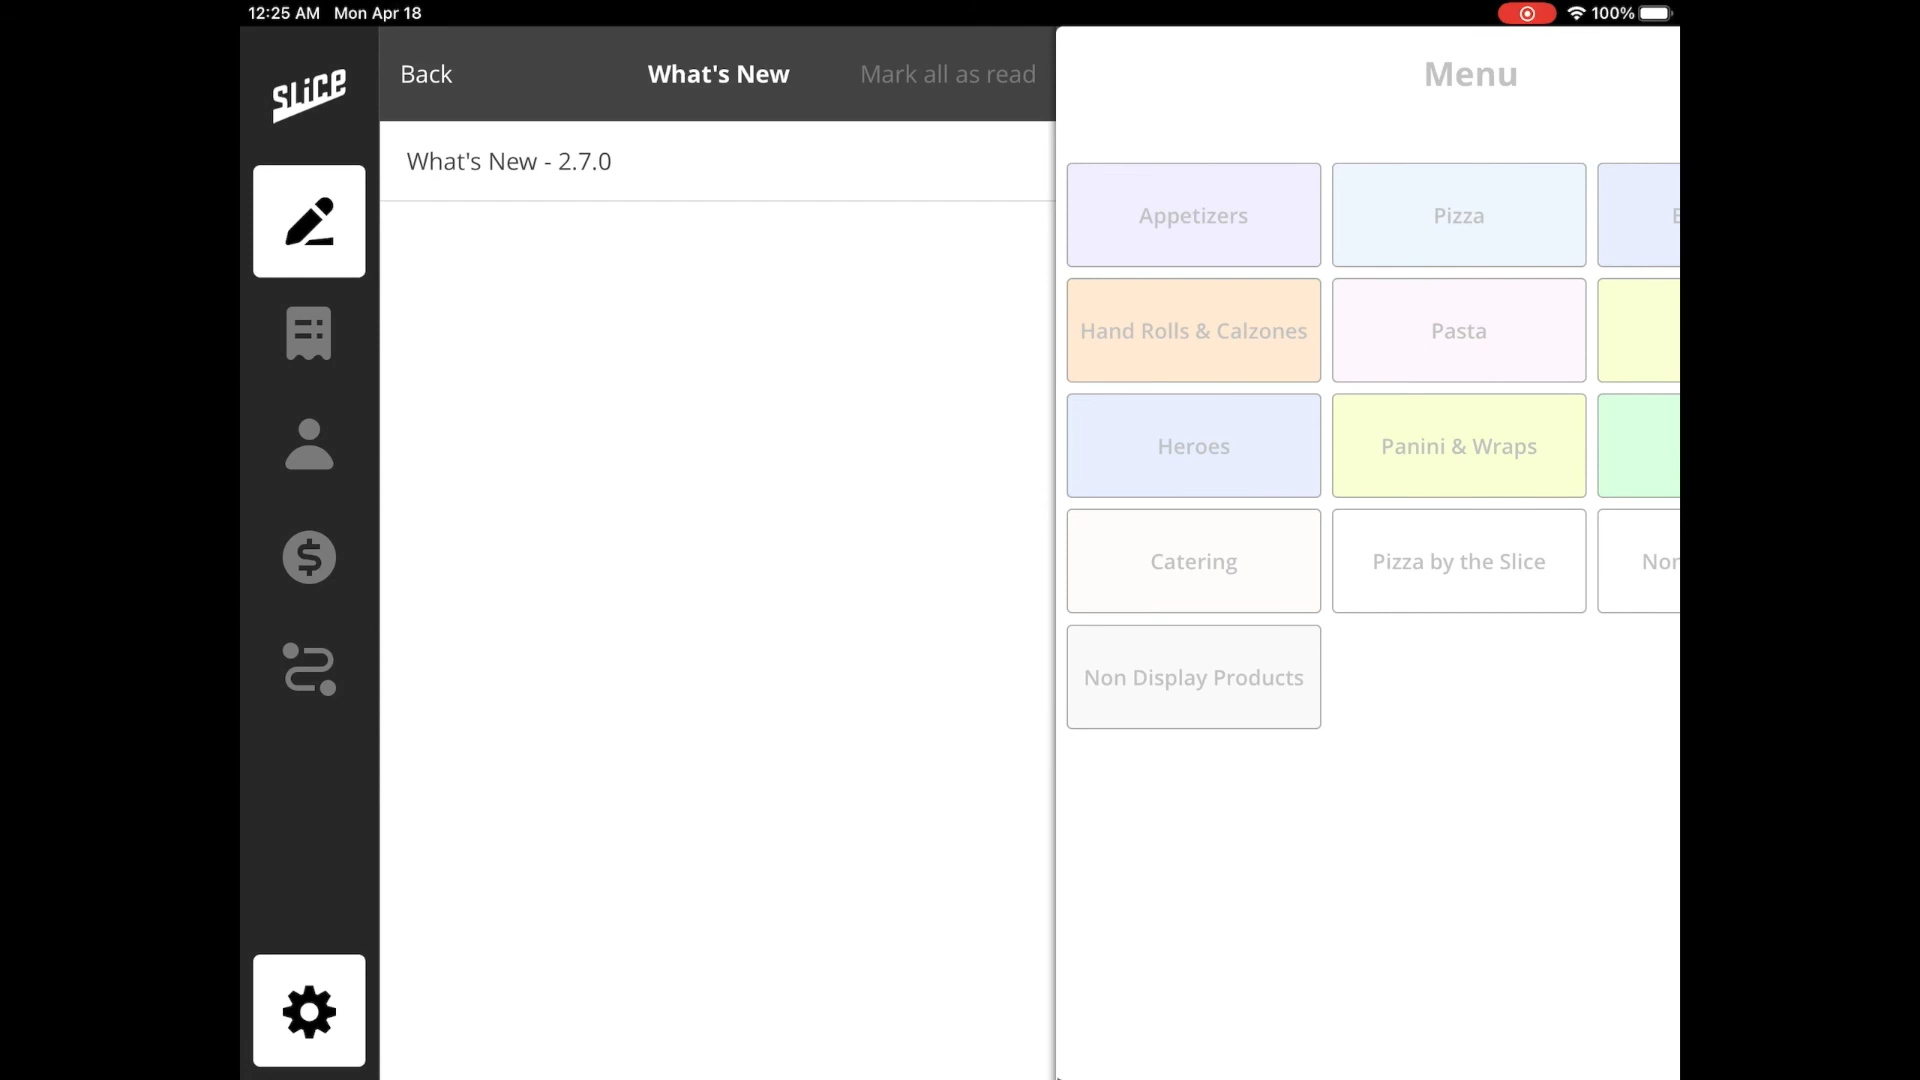 12:25 AM Mon Apr 18
100%
SLiCE
Back
What's New
Mark all as read
Menu
What's New - 2.7.0
Appetizers
Pizza
Hand Rolls & Calzones
Pasta
Heroes
Panini & Wraps
Catering
Pizza by the Slice
Non Display Products